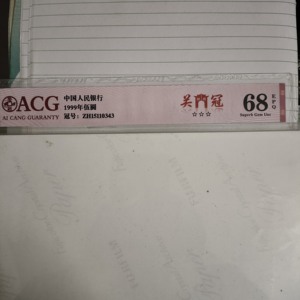 ACG
AI CANG GUARANTY
中国人民银行
1999年伍圆
冠号：ZH15110343
关门冠
☆☆☆
68
EPQ
Superb Gem Unc